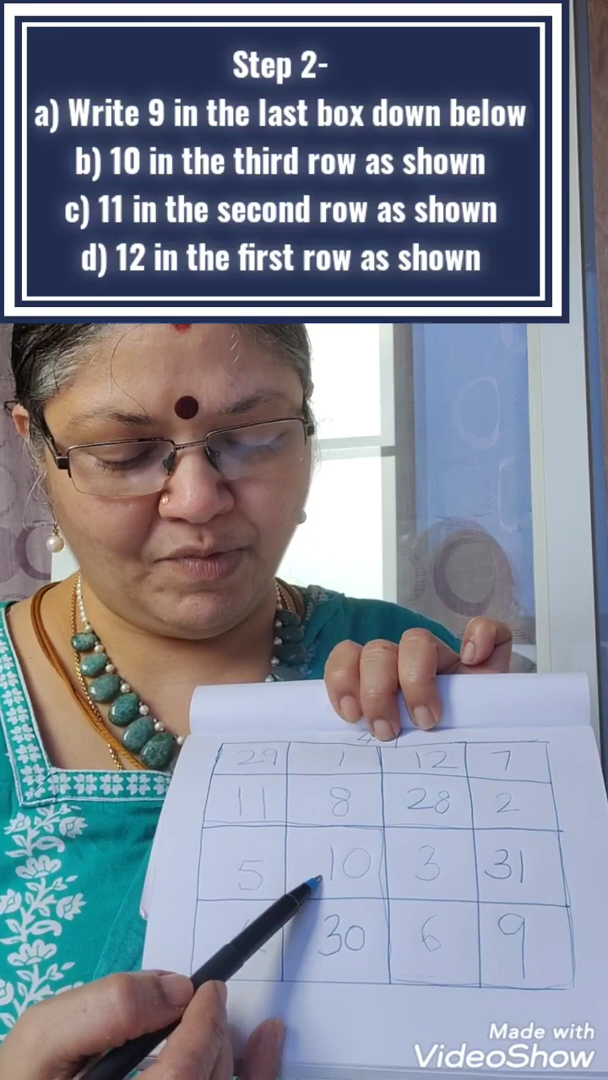 Step 2-
a) Write 9 in the last box down below
b) 10 in the third row as shown
c) 11 in the second row as shown
d) 12 in the first row as shown
29 1 12 7
11 8 28 2
5 10 3 31
30 6 9
Made with
VideoShow